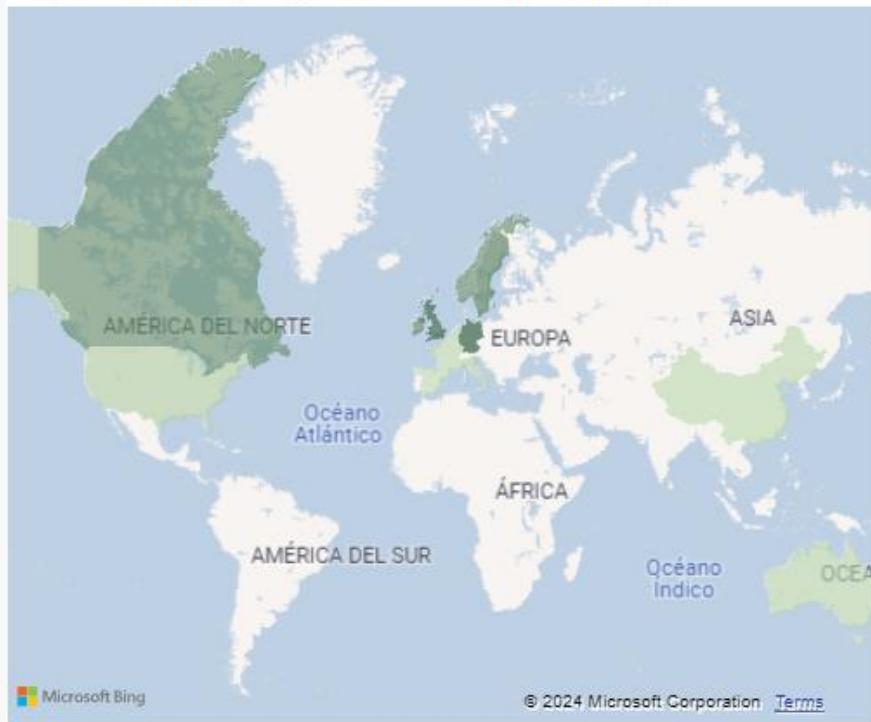 AMÉRICA DEL NORTE
EUROPA
ASIA
Océano
Atlántico
ÁFRICA
AMÉRICA DEL SUR
Océano
Indico
OCEA
Microsoft Bing
© 2024 Microsoft Corporation Terms